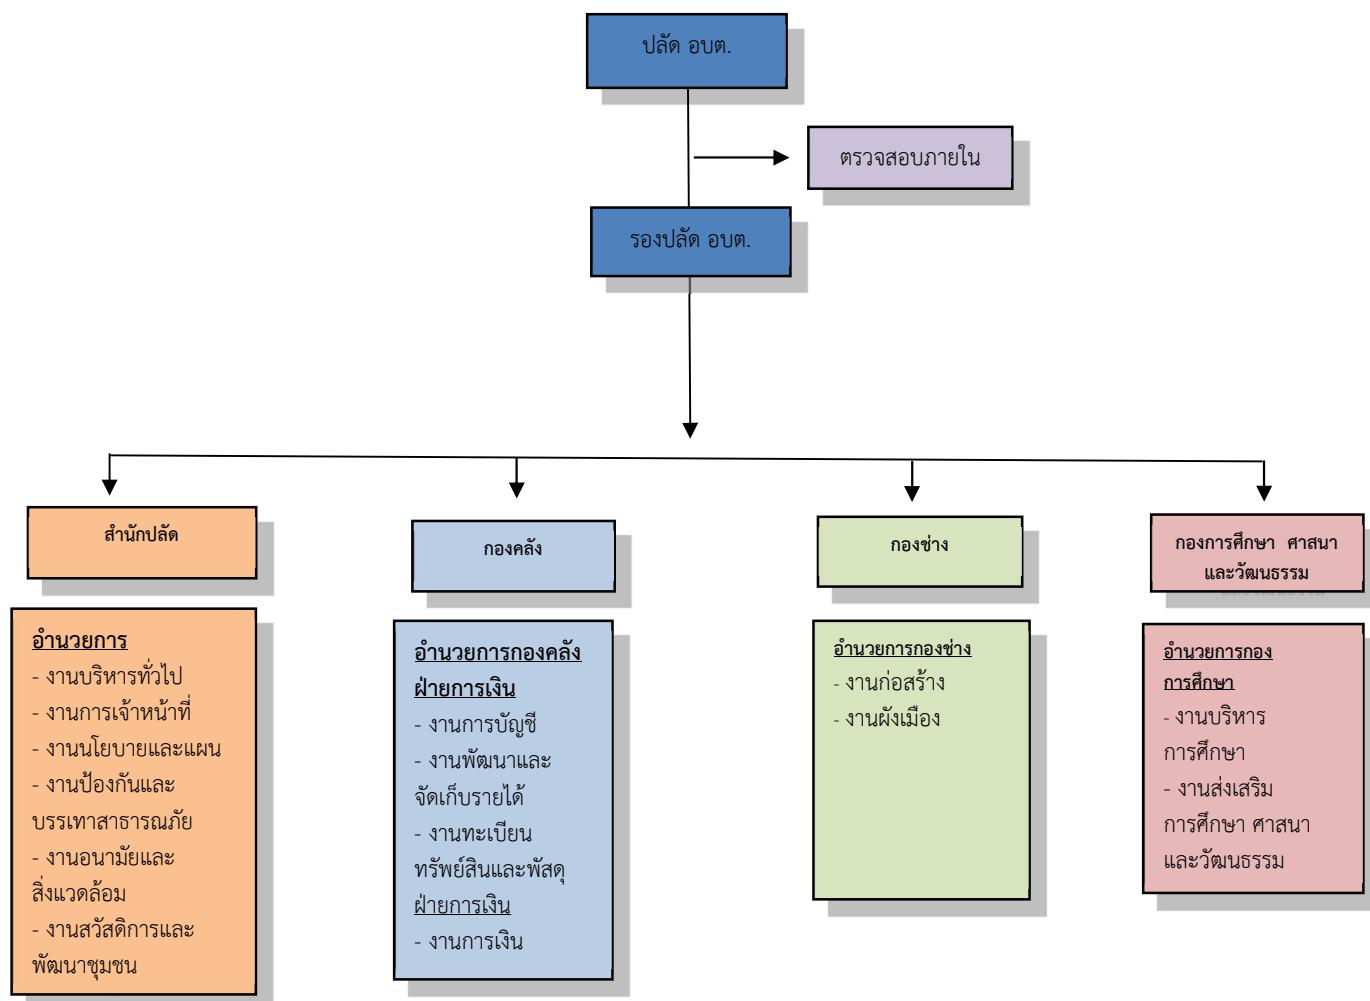 ปลัด อบต.
ตรวจสอบภายใน
รองปลัด อบต.
สำนักปลัด
กองคลัง
กองช่าง
กองการศึกษา ศาสนา
และวัฒนธรรม
อำนวยการ
- งานบริหารทั่วไป
- งานการเจ้าหน้าที่
- งานนโยบายและแผน
- งานป้องกันและ
บรรเทาสาธารณภัย
- งานอนามัยและ
สิ่งแวดล้อม
- งานสวัสดิการและ
พัฒนาชุมชน
อำนวยการกองคลัง
ฝ่ายการเงิน
- งานการบัญชี
- งานพัฒนาและ
จัดเก็บรายได้
- งานทะเบียน
ทรัพย์สินและพัสดุ
ฝ่ายการเงิน
- งานการเงิน
อำนวยการกองช่าง
- งานก่อสร้าง
- งานผังเมือง
อำนวยการกอง
การศึกษา
- งานบริหาร
การศึกษา
- งานส่งเสริม
การศึกษา ศาสนา
และวัฒนธรรม